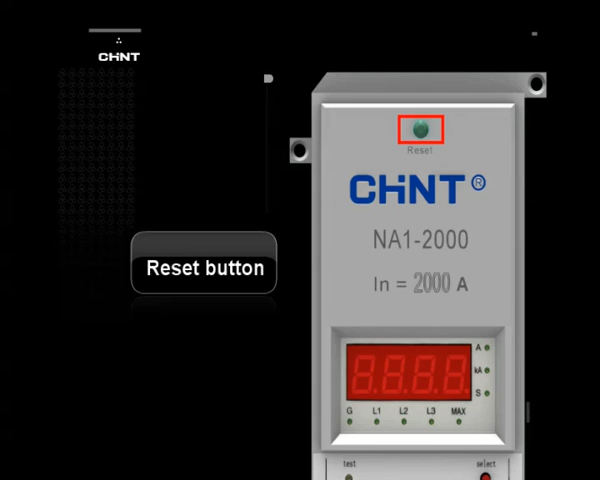 CHNT
Reset
CHNT®
NA1-2000
In = 2000 A
Reset button
8.8.8.8
A
kA
S
G L1 L2 L3 MAX
test
select